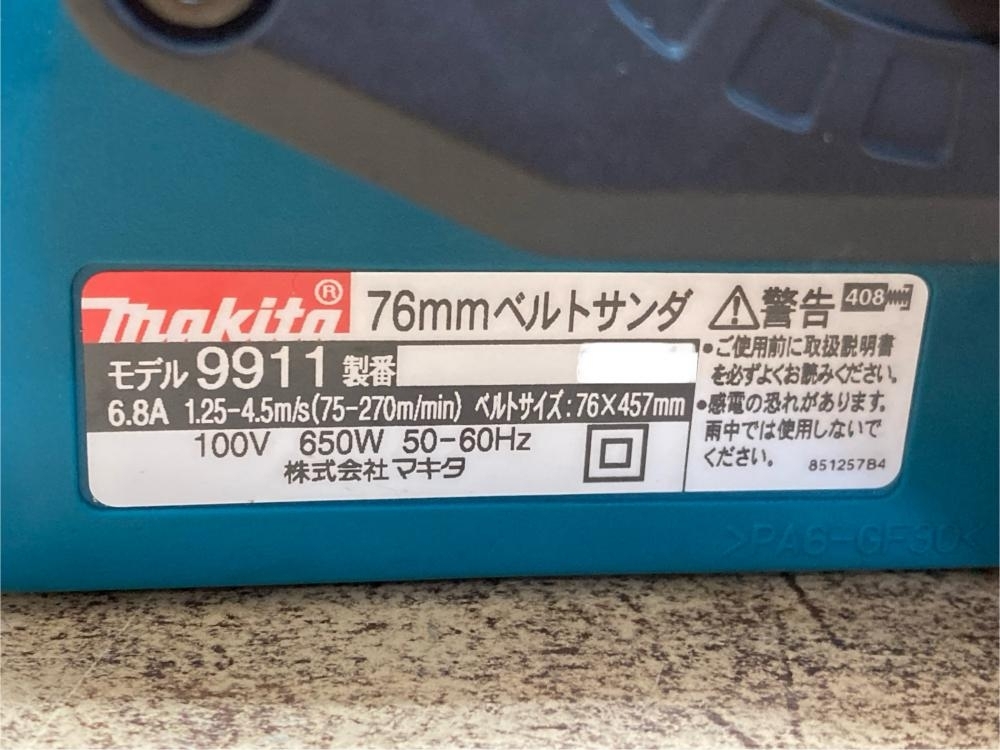 makita®
76mmベルトサンダ
モデル 9911 製番
6.8A 1.25-4.5m/s(75-270m/min) ベルトサイズ:76×457mm
100V 650W 50-60Hz
株式会社マキタ
⚠警告 408
•ご使用前に取扱説明書
を必ずよくお読みください。
•感電の恐れがあります。
雨中では使用しないで
ください。
851257B4
>PA6-GF30<